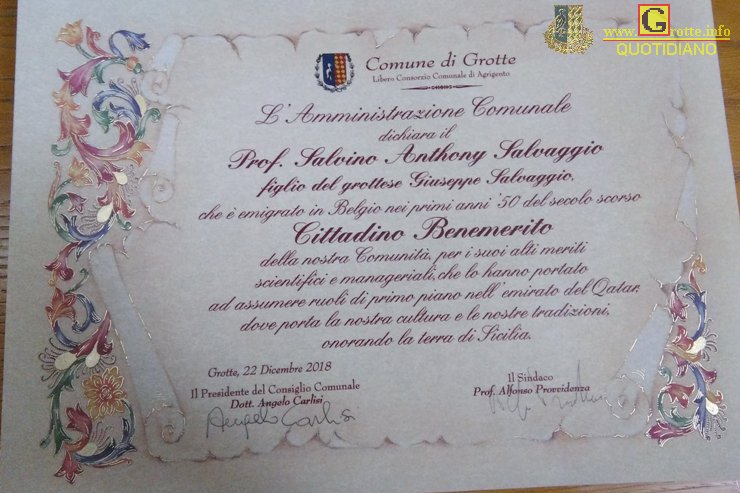 www.Grotte.info
QUOTIDIANO
Comune di Grotte
Libero Consorzio Comunale di Agrigento
L'Amministrazione Comunale
dichiara il
Prof. Salvino Anthony Salvaggio
figlio del grottese Giuseppe Salvaggio,
che è emigrato in Belgio nei primi anni '50 del secolo scorso
Cittadino Benemerito
della nostra Comunità, per i suoi alti meriti
scientifici e manageriali, che lo hanno portato
ad assumere ruoli di primo piano nell'emirato del Qatar,
dove porta la nostra cultura e le nostre tradizioni,
onorando la terra di Sicilia.
Grotte, 22 Dicembre 2018
Il Presidente del Consiglio Comunale
Dott. Angelo Carlisi
Angelo Carlisi
Il Sindaco
Prof. Alfonso Provvidenza